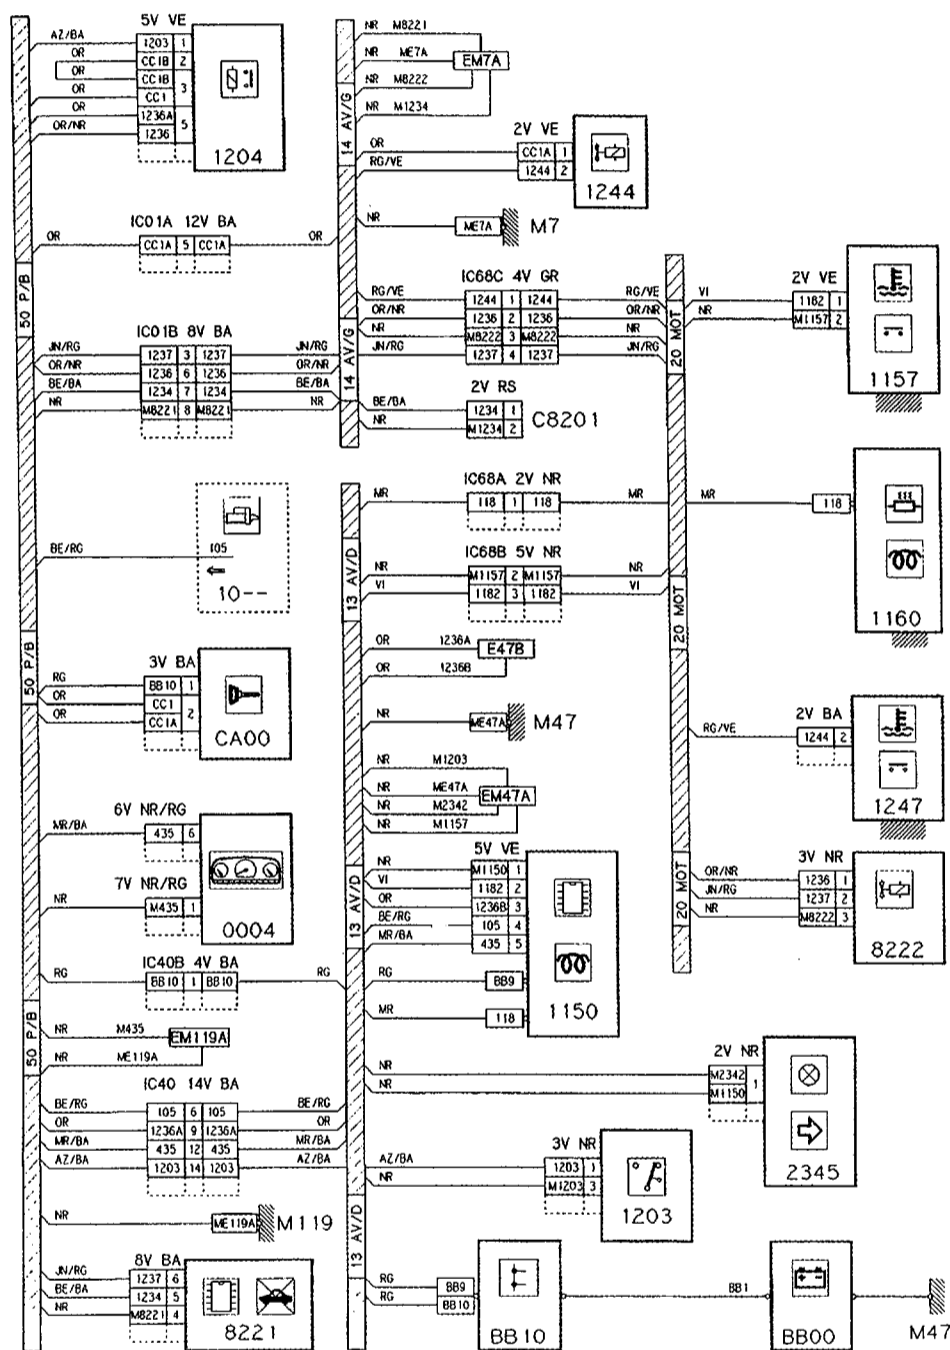 5V VE
AZ/BA 1203 1
OR CC1B 2
OR CC1B 3
OR CC1
OR 1236A 5
OR/NR 1236
1204
IC01A 12V BA
OR CC1A 5 CC1A OR
50 P/B
IC01B 8V BA
JN/RG 1237 3 1237 JN/RG
OR/NR 1236 6 1236 OR/NR
BE/BA 1234 7 1234 BE/BA
NR M8221 8 M8221 NR
BE/RG 105
10--
50 P/B
3V BA
RG BB10 1
OR CC1 2
OR CC1A
CA00
6V NR/RG
MR/BA 435 6
7V NR/RG
NR M435 1
0004
IC40B 4V BA
RG BB10 1 BB10 RG
50 P/B
NR M435 EM119A
NR ME119A
IC40 14V BA
BE/RG 105 6 105 BE/RG
OR 1236A 9 1236A OR
MR/BA 435 12 435 MR/BA
AZ/BA 1203 14 1203 AZ/BA
NR ME119A M119
8V BA
JN/RG 1237 6
BE/BA 1234 5
NR M8221 4
8221
NR M8221
NR ME7A EM7A
NR M8222
NR M1234
14 AV/G
2V VE
OR CC1A 1
RG/VE 1244 2
1244
NR ME7A M7
IC68C 4V GR
RG/VE 1244 1 1244 RG/VE
OR/NR 1236 2 1236 OR/NR
NR M8222 3 M8222 NR
JN/RG 1237 4 1237 JN/RG
14 AV/G
2V RS
BE/BA 1234 1
NR M1234 2
C8201
IC68A 2V NR
MR 118 1 118 MR
13 AV/D
IC68B 5V NR
NR M1157 2 M1157 NR
VI 1182 3 1182 VI
OR 1236A E47B
OR 1236B
NR ME47A M47
NR M1203
NR ME47A EM47A
NR M2342
NR M1157
13 AV/D
5V VE
NR M1150 1
VI 1182 2
OR 1236B 3
BE/RG 105 4
MR/BA 435 5
RG BB9
MR 118
1150
2V NR
NR M2342 1
NR M1150
2345
3V NR
AZ/BA 1203 1
NR M1203 3
1203
13 AV/D
RG BB9
RG BB10
BB10
BB1
BB00
M47
20 MOT
2V VE
VI 1182 1
NR M1157 2
1157
MR 118
1160
20 MOT
2V BA
RG/VE 1244 2
1247
20 MOT
3V NR
OR/NR 1236 1
JN/RG 1237 2
NR M8222 3
8222